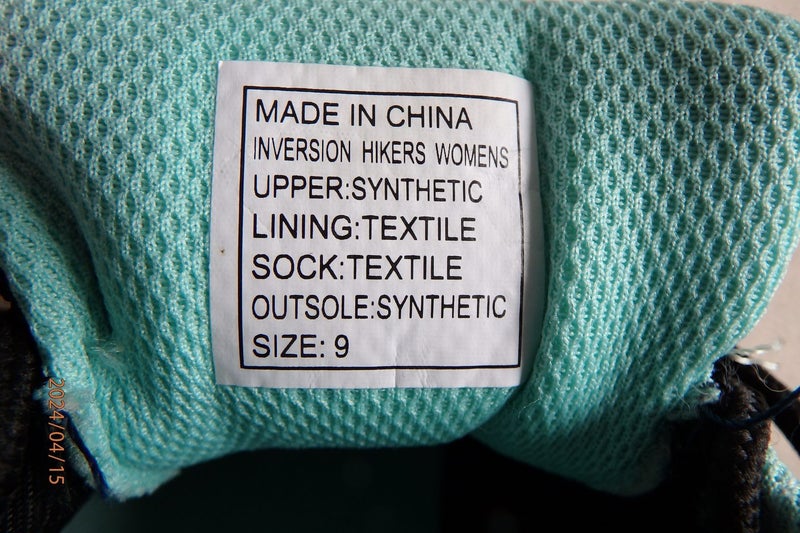 MADE IN CHINA
INVERSION HIKERS WOMENS
UPPER:SYNTHETIC
LINING:TEXTILE
SOCK:TEXTILE
OUTSOLE:SYNTHETIC
SIZE: 9
2024/04/15